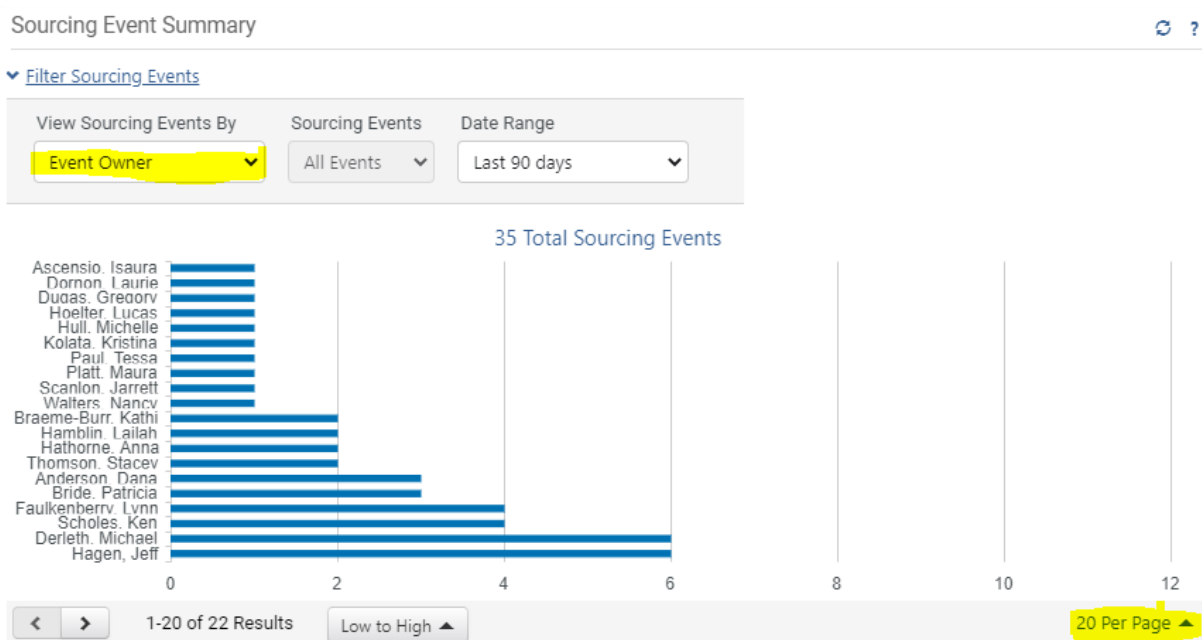 Sourcing Event Summary ?
Filter Sourcing Events
View Sourcing Events By Sourcing Events Date Range
Event Owner All Events Last 90 days
35 Total Sourcing Events
Ascensio, Isaura
Dornon, Laurie
Dugas, Gregory
Hoelter, Lucas
Hull, Michelle
Kolata, Kristina
Paul, Tessa
Platt, Maura
Scanlon, Jarrett
Walters, Nancy
Braeme-Burr, Kathi
Hamblin, Lailah
Hathorne, Anna
Thomson, Stacey
Anderson, Dana
Bride, Patricia
Faulkenberry, Lynn
Scholes, Ken
Derleth, Michael
Hagen, Jeff
0 2 4 6 8 10 12
1-20 of 22 Results Low to High 20 Per Page